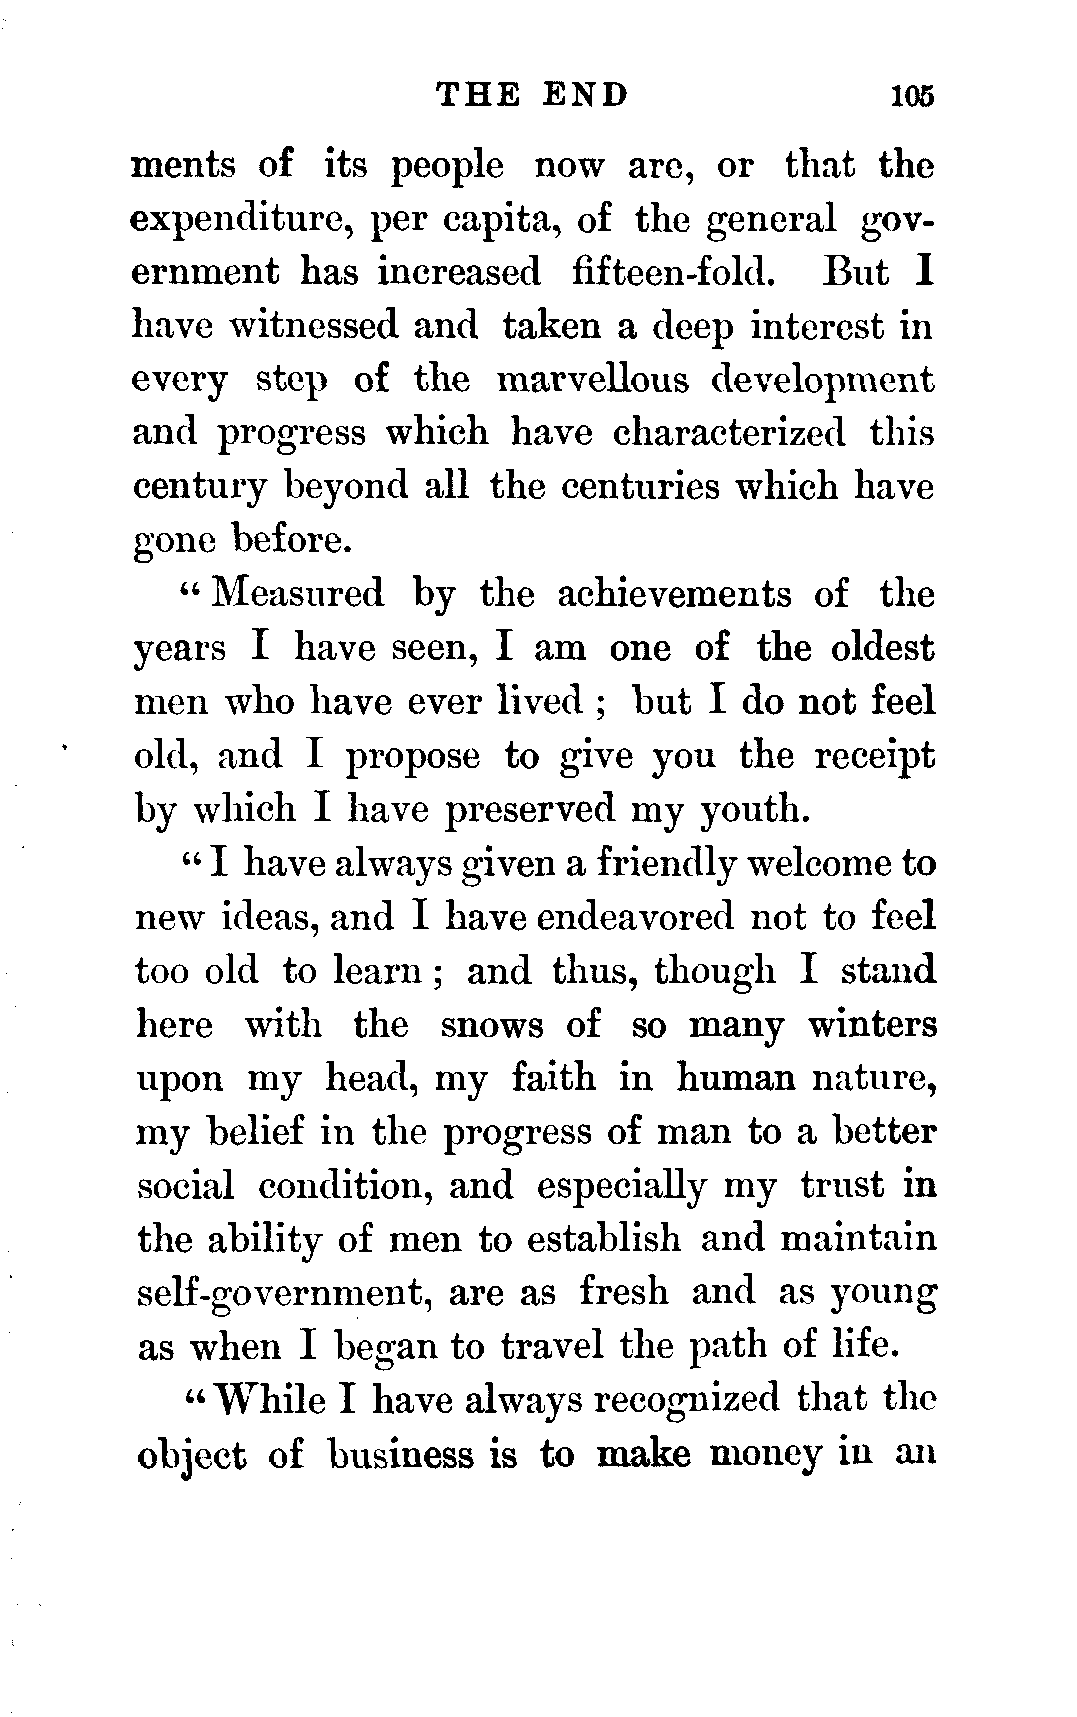 THE END 105
ments of its people now are, or that the
expenditure, per capita, of the general gov-
ernment has increased fifteen-fold. But I
have witnessed and taken a deep interest in
every step of the marvellous development
and progress which have characterized this
century beyond all the centuries which have
gone before.
“ Measured by the achievements of the
years I have seen, I am one of the oldest
men who have ever lived ; but I do not feel
old, and I propose to give you the receipt
by which I have preserved my youth.
“ I have always given a friendly welcome to
new ideas, and I have endeavored not to feel
too old to learn ; and thus, though I stand
here with the snows of so many winters
upon my head, my faith in human nature,
my belief in the progress of man to a better
social condition, and especially my trust in
the ability of men to establish and maintain
self-government, are as fresh and as young
as when I began to travel the path of life.
“ While I have always recognized that the
object of business is to make money in an